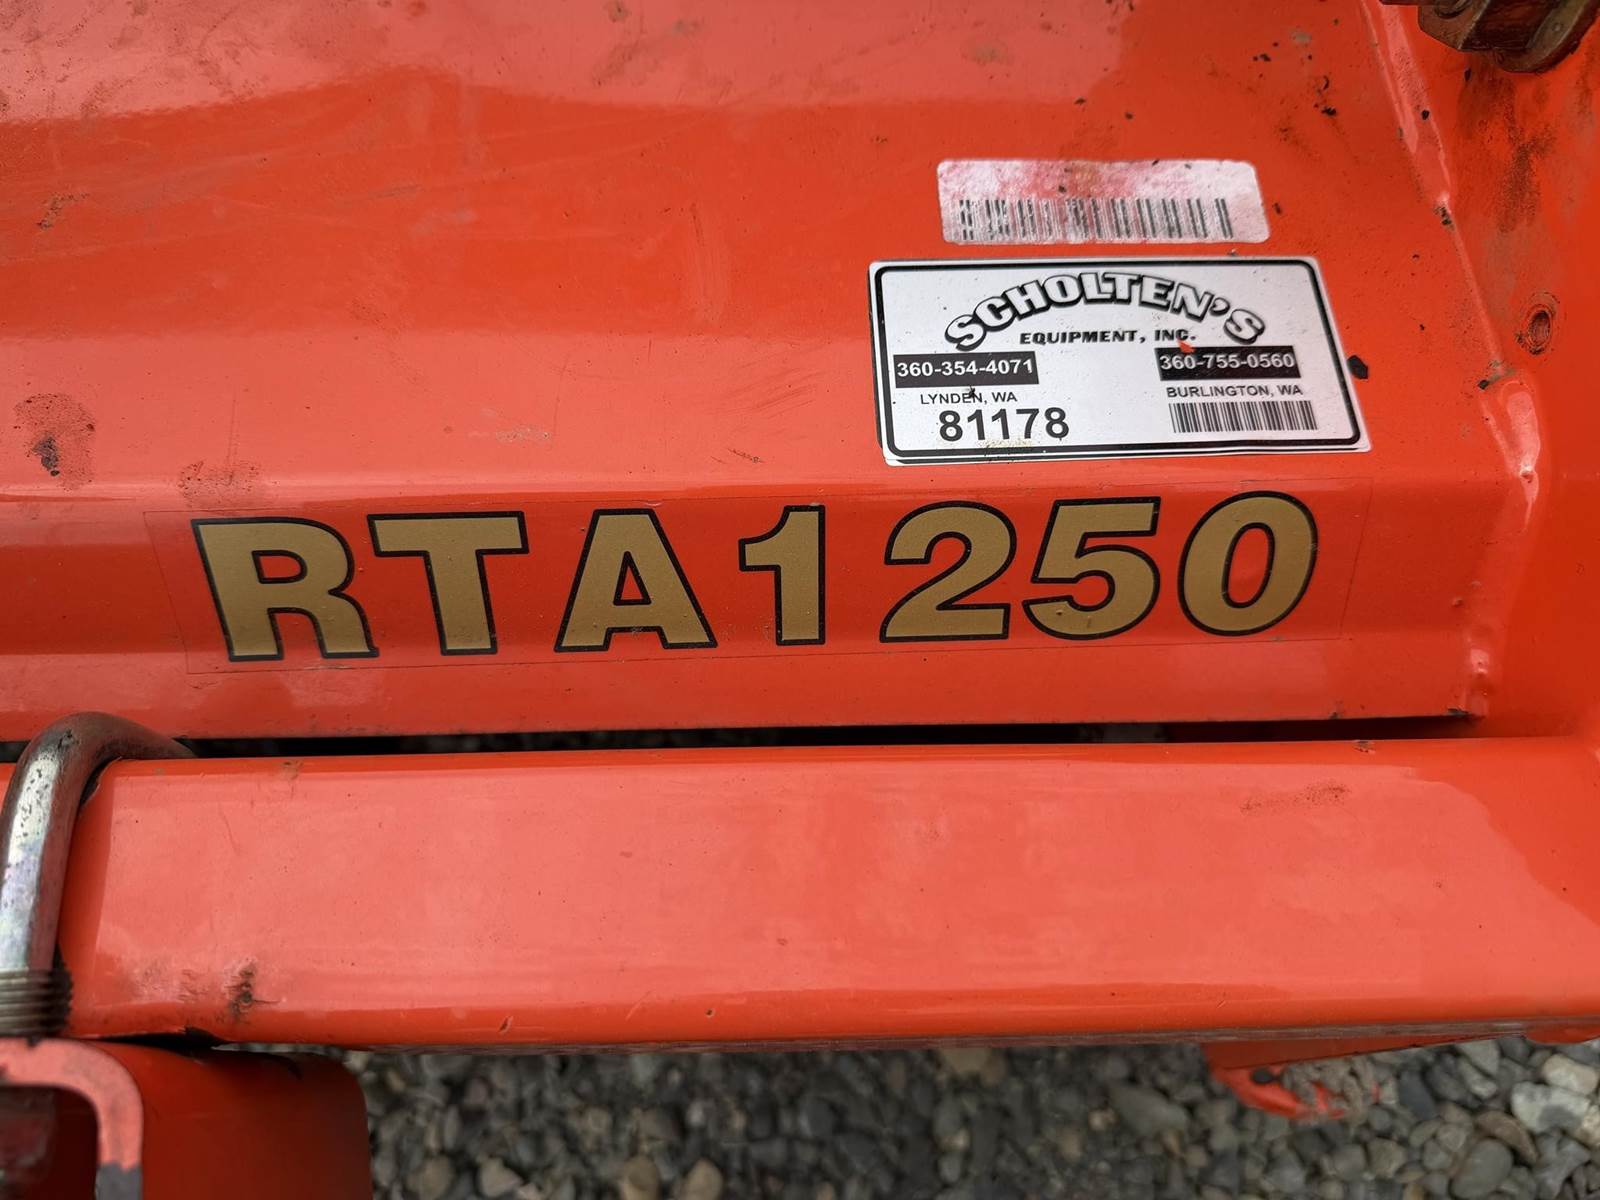 SCHOLTEN'S
EQUIPMENT, INC.
360-354-4071
LYNDEN, WA
81178
360-755-0560
BURLINGTON, WA
RTA1250